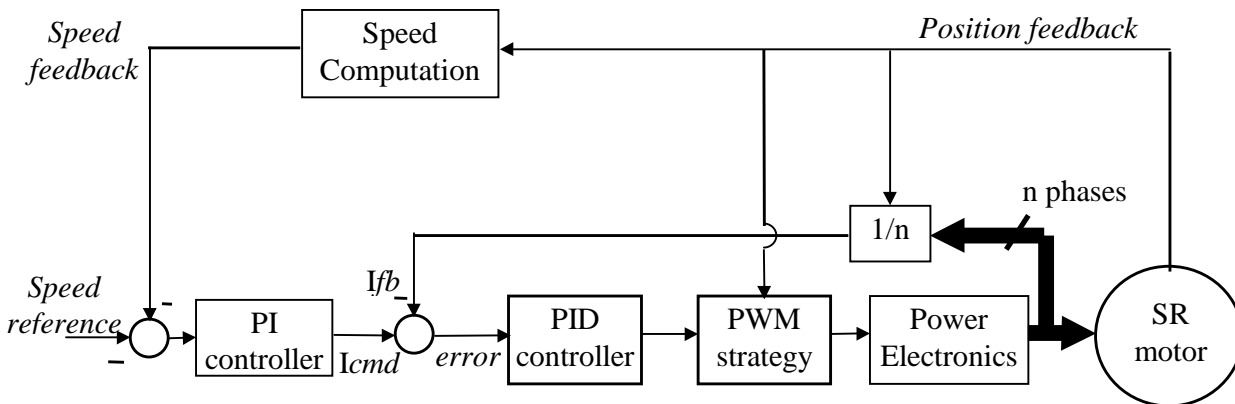 Speed
feedback
Speed
Computation
Position feedback
n phases
1/n
Speed
reference
-
-
PI
controller
Ifb
-
Icmd
error
PID
controller
PWM
strategy
Power
Electronics
SR
motor